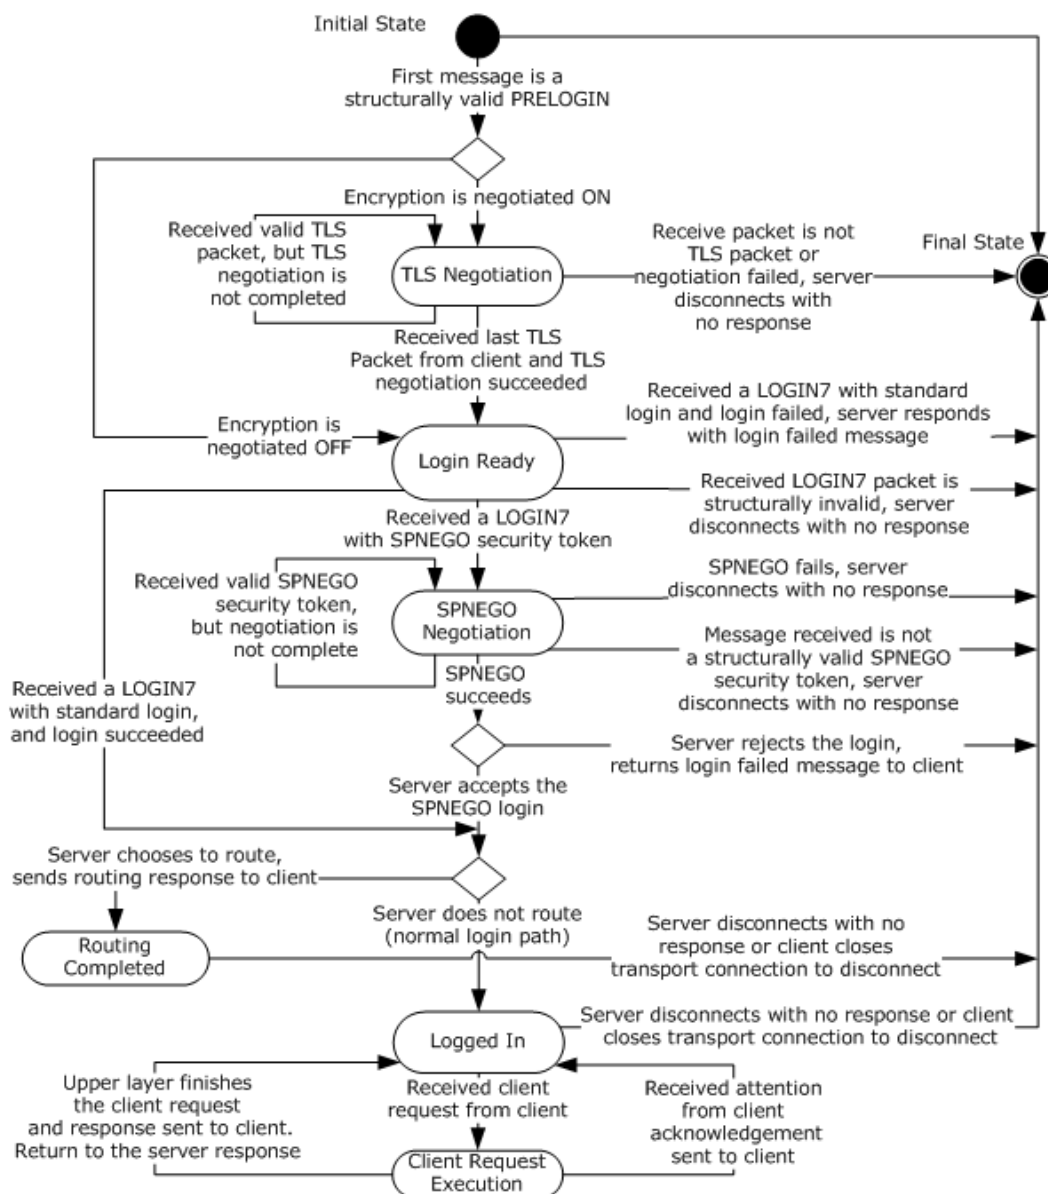 Initial State
First message is a
structurally valid PRELOGIN
Encryption is negotiated ON
Received valid TLS
packet, but TLS
negotiation is
not completed
TLS Negotiation
Receive packet is not
TLS packet or
negotiation failed, server
disconnects with
no response
Final State
Received last TLS
Packet from client and TLS
negotiation succeeded
Encryption is
negotiated OFF
Login Ready
Received a LOGIN7 with standard
login and login failed, server responds
with login failed message
Received LOGIN7 packet is
structurally invalid, server
disconnects with no response
Received a LOGIN7
with SPNEGO security token
Received valid SPNEGO
security token,
but negotiation is
not complete
SPNEGO
Negotiation
SPNEGO fails, server
disconnects with no response
Message received is not
a structurally valid SPNEGO
security token, server
disconnects with no response
SPNEGO
succeeds
Received a LOGIN7
with standard login,
and login succeeded
Server rejects the login,
returns login failed message to client
Server accepts the
SPNEGO login
Server chooses to route,
sends routing response to client
Server does not route
(normal login path)
Routing
Completed
Server disconnects with no
response or client closes
transport connection to disconnect
Logged In
Server disconnects with no response or client
closes transport connection to disconnect
Upper layer finishes
the client request
and response sent to client.
Return to the server response
Received client
request from client
Received attention
from client
acknowledgement
sent to client
Client Request
Execution